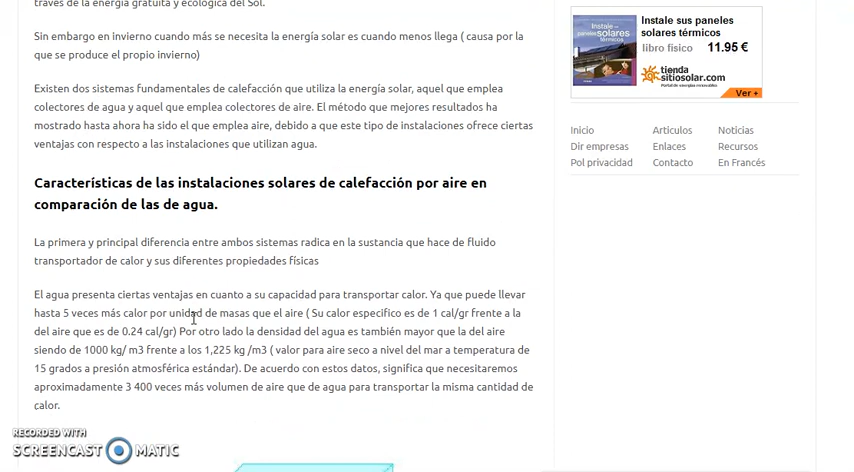 través de la energía gratuita y ecológica del Sol.
Sin embargo en invierno cuando más se necesita la energía solar es cuando menos llega ( causa por la
que se produce el propio invierno)
Existen dos sistemas fundamentales de calefacción que utiliza la energía solar, aquel que emplea
colectores de agua y aquel que emplea colectores de aire. El método que mejores resultados ha
mostrado hasta ahora ha sido el que emplea aire, debido a que este tipo de instalaciones ofrece ciertas
ventajas con respecto a las instalaciones que utilizan agua.
Características de las instalaciones solares de calefacción por aire en
comparación de las de agua.
La primera y principal diferencia entre ambos sistemas radica en la sustancia que hace de fluido
transportador de calor y sus diferentes propiedades físicas
El agua presenta ciertas ventajas en cuanto a su capacidad para transportar calor. Ya que puede llevar
hasta 5 veces más calor por unidad de masas que el aire ( Su calor especifico es de 1 cal/gr frente a la
del aire que es de 0.24 cal/gr) Por otro lado la densidad del agua es también mayor que la del aire
siendo de 1000 kg/ m3 frente a los 1,225 kg /m3 ( valor para aire seco a nivel del mar a temperatura de
15 grados a presión atmosférica estándar). De acuerdo con estos datos, significa que necesitaremos
aproximadamente 3 400 veces más volumen de aire que de agua para transportar la misma cantidad de
calor.
RECORDED WITH
SCREENCAST MATIC
Instale sus paneles
solares térmicos
libro físico 11.95 €
tienda
sitiosolar.com
Portal de energías renovables
Ver +
Inicio Articulos Noticias
Dir empresas Enlaces Recursos
Pol privacidad Contacto En Francés